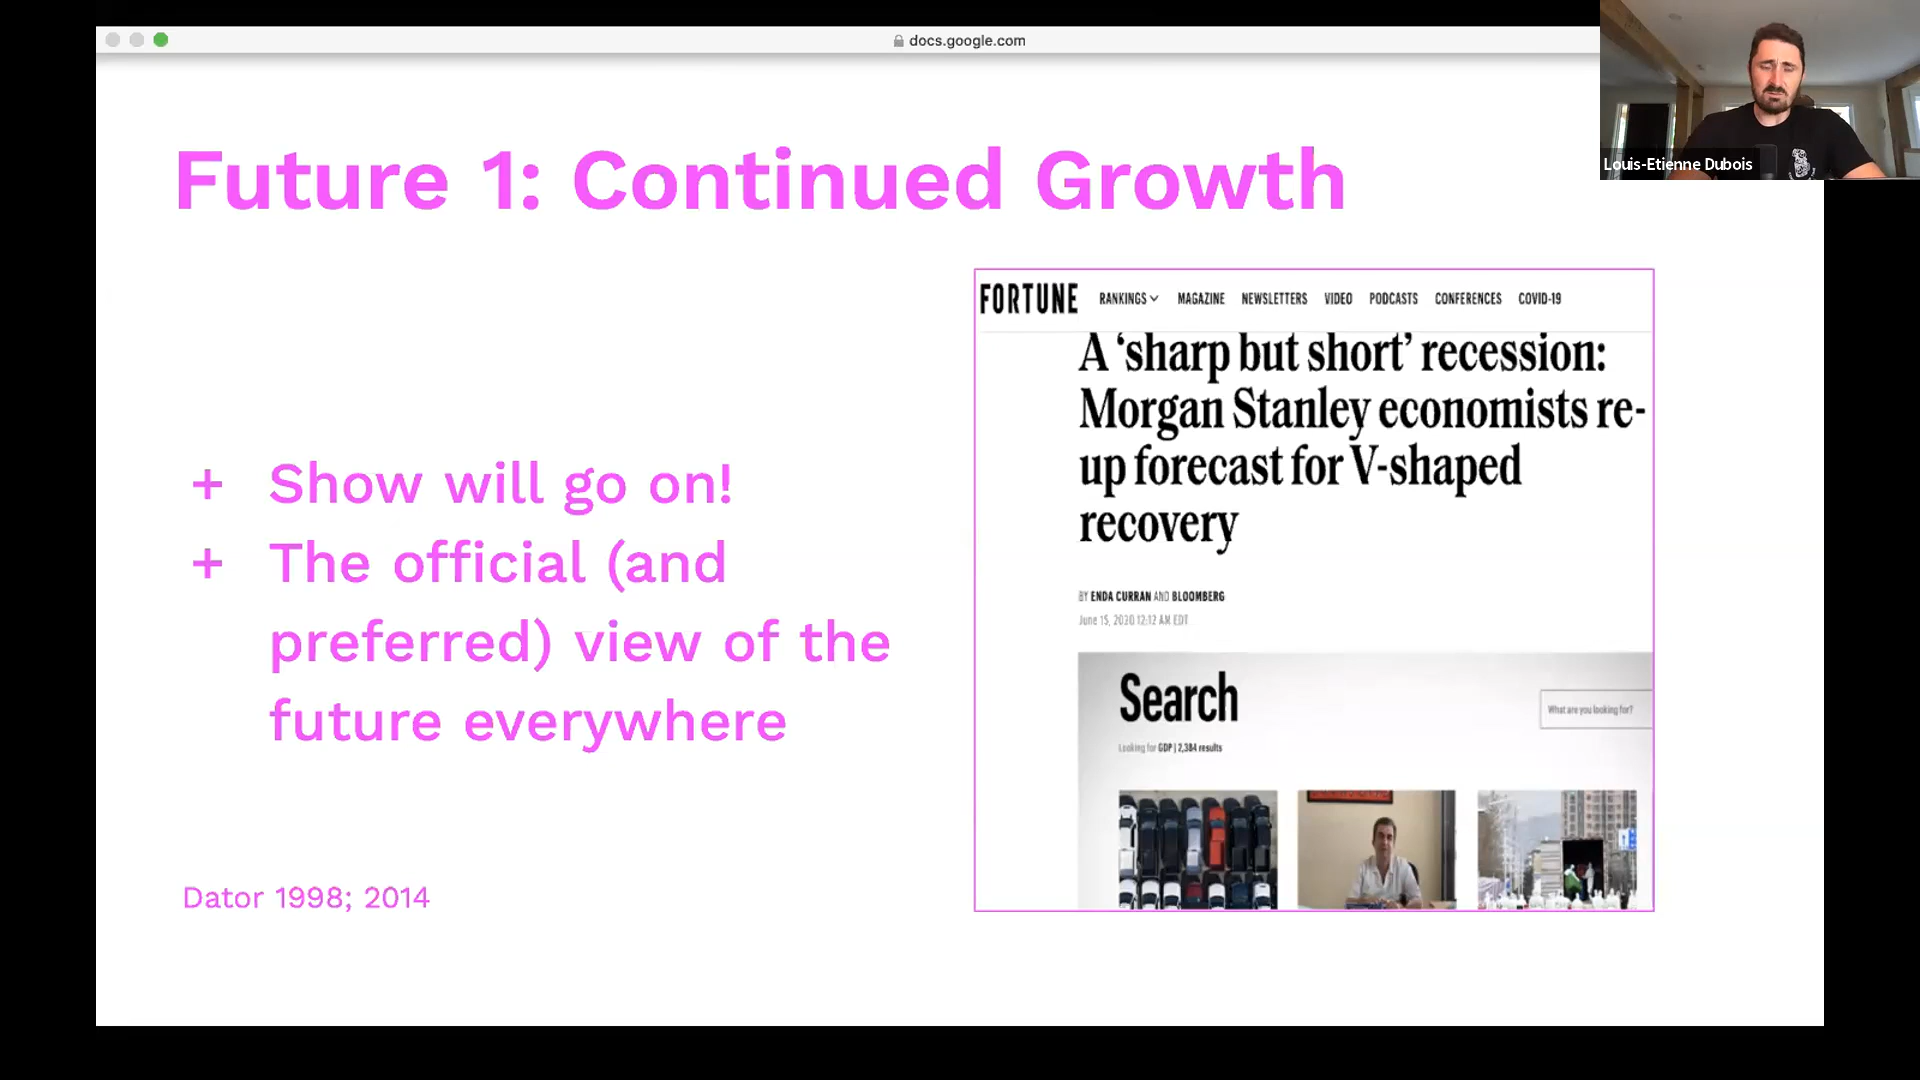 docs.google.com
Louis-Etienne Dubois
Future 1: Continued Growth
+ Show will go on!
+ The official (and
preferred) view of the
future everywhere
Dator 1998; 2014
FORTUNE RANKINGS MAGAZINE NEWSLETTERS VIDEO PODCASTS CONFERENCES COVID-19
A ‘sharp but short’ recession:
Morgan Stanley economists re-
up forecast for V-shaped
recovery
BY ENDA CURRAN AND BLOOMBERG
June 15, 2020 12:12 AM EDT
Search
What are you looking for?
Looking for GDP | 2,384 results